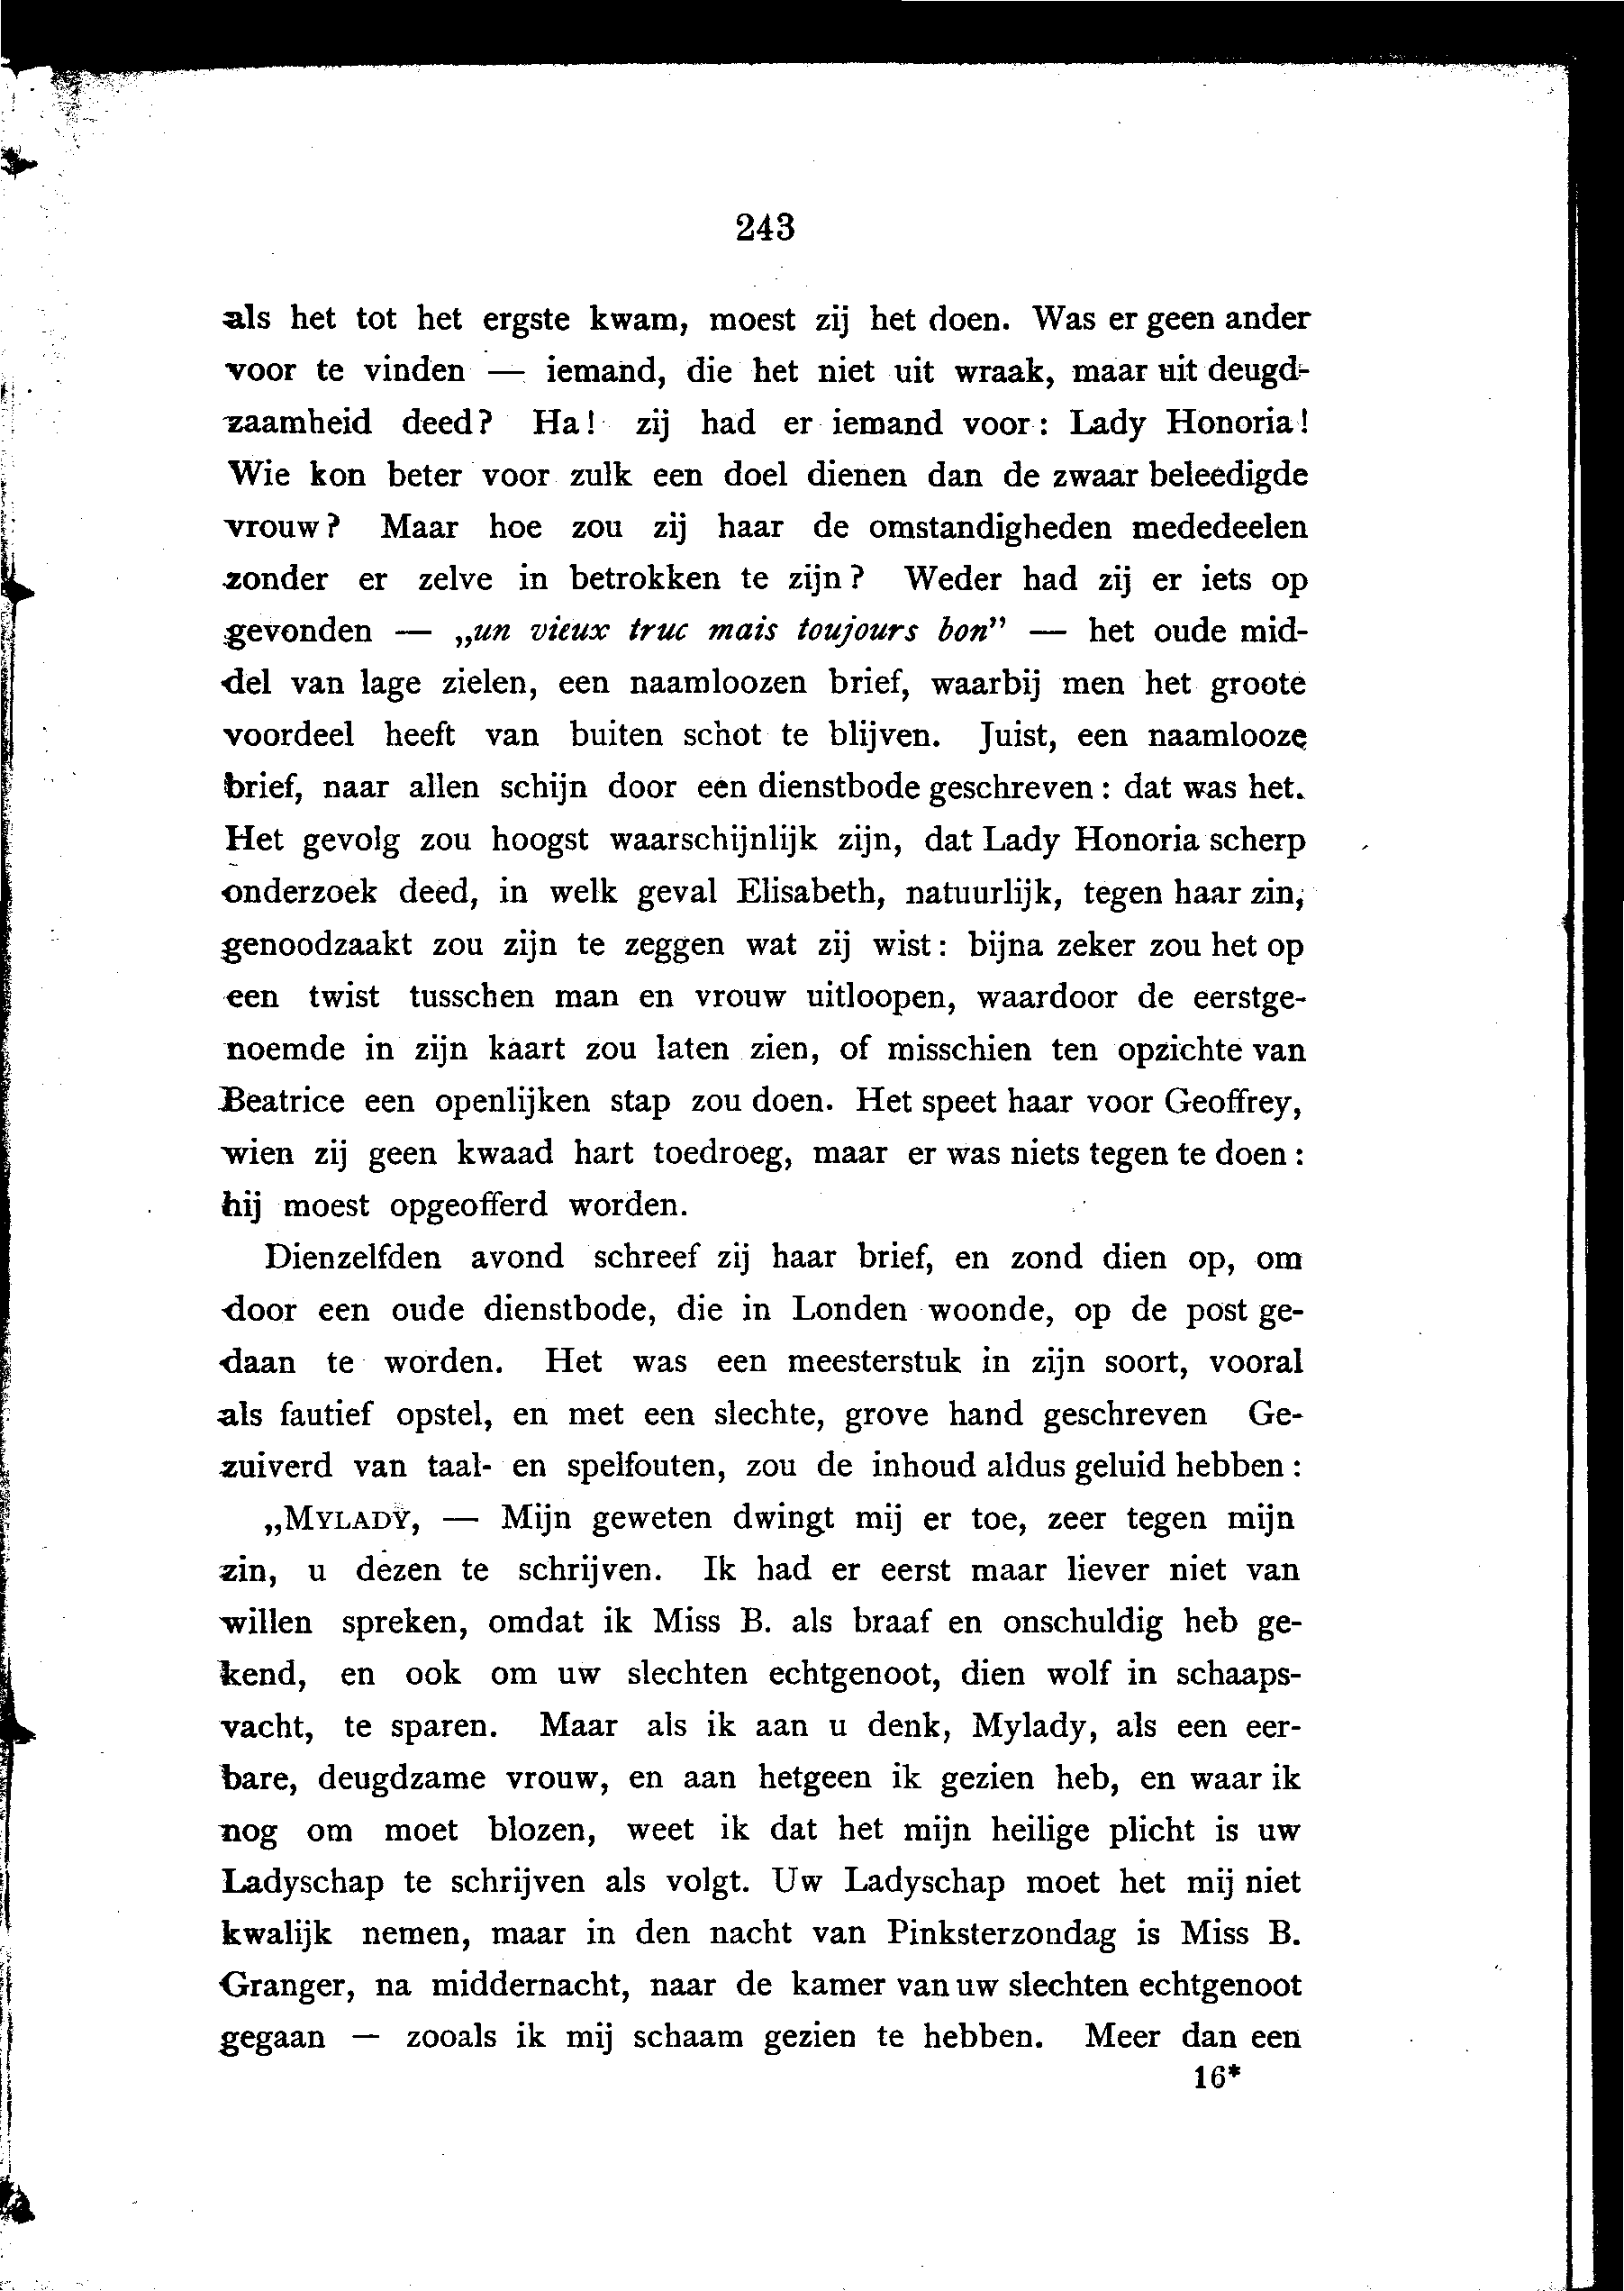 243
als het tot het ergste kwam, moest zij het doen. Was er geen ander
voor te vinden — iemand, die het niet uit wraak, maar uit deugd-
zaamheid deed? Ha! zij had er iemand voor: Lady Honoria!
Wie kon beter voor zulk een doel dienen dan de zwaar beleedigde
vrouw? Maar hoe zou zij haar de omstandigheden mededeelen
zonder er zelve in betrokken te zijn? Weder had zij er iets op
gevonden — „un vieux truc mais toujours bon” — het oude mid-
del van lage zielen, een naamloozen brief, waarbij men het groote
voordeel heeft van buiten schot te blijven. Juist, een naamlooze
brief, naar allen schijn door een dienstbode geschreven: dat was het.
Het gevolg zou hoogst waarschijnlijk zijn, dat Lady Honoria scherp
onderzoek deed, in welk geval Elisabeth, natuurlijk, tegen haar zin,
genoodzaakt zou zijn te zeggen wat zij wist: bijna zeker zou het op
een twist tusschen man en vrouw uitloopen, waardoor de eerstge-
noemde in zijn kaart zou laten zien, of misschien ten opzichte van
Beatrice een openlijken stap zou doen. Het speet haar voor Geoffrey,
wien zij geen kwaad hart toedroeg, maar er was niets tegen te doen:
hij moest opgeofferd worden.
Dienzelfden avond schreef zij haar brief, en zond dien op, om
door een oude dienstbode, die in Londen woonde, op de post ge-
daan te worden. Het was een meesterstuk in zijn soort, vooral
als fautief opstel, en met een slechte, grove hand geschreven Ge-
zuiverd van taal- en spelfouten, zou de inhoud aldus geluid hebben:
„MYLADY, — Mijn geweten dwingt mij er toe, zeer tegen mijn
zin, u dezen te schrijven. Ik had er eerst maar liever niet van
willen spreken, omdat ik Miss B. als braaf en onschuldig heb ge-
kend, en ook om uw slechten echtgenoot, dien wolf in schaaps-
vacht, te sparen. Maar als ik aan u denk, Mylady, als een eer-
bare, deugdzame vrouw, en aan hetgeen ik gezien heb, en waar ik
nog om moet blozen, weet ik dat het mijn heilige plicht is uw
Ladyschap te schrijven als volgt. Uw Ladyschap moet het mij niet
kwalijk nemen, maar in den nacht van Pinksterzondag is Miss B.
Granger, na middernacht, naar de kamer van uw slechten echtgenoot
gegaan — zooals ik mij schaam gezien te hebben. Meer dan een
16*